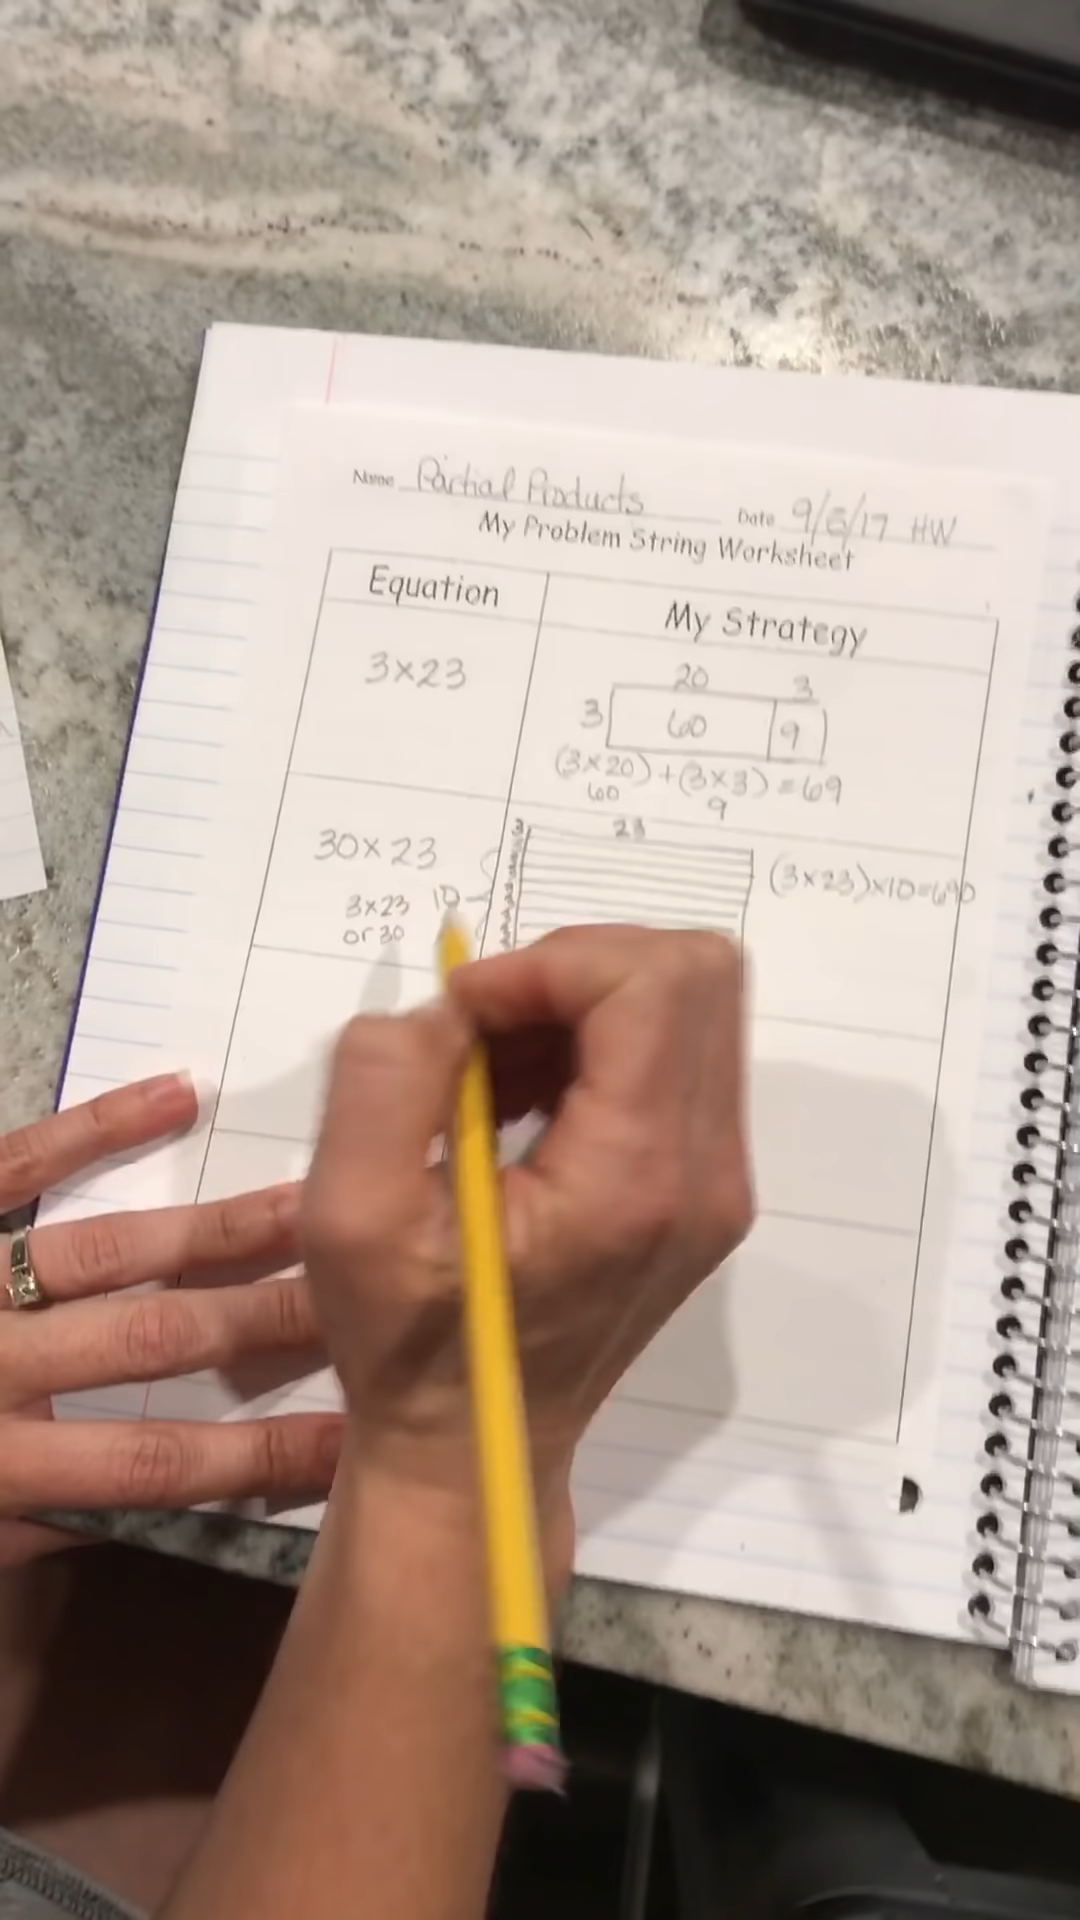 Name Partial Products Date 9/6/17 HW
My Problem String Worksheet
Equation
My Strategy
3×23
20 3
3 60 9
(3×20)+(3×3)=69
60 9
30×23
3×23
or 30
10
3
23
(3×23)×10=690